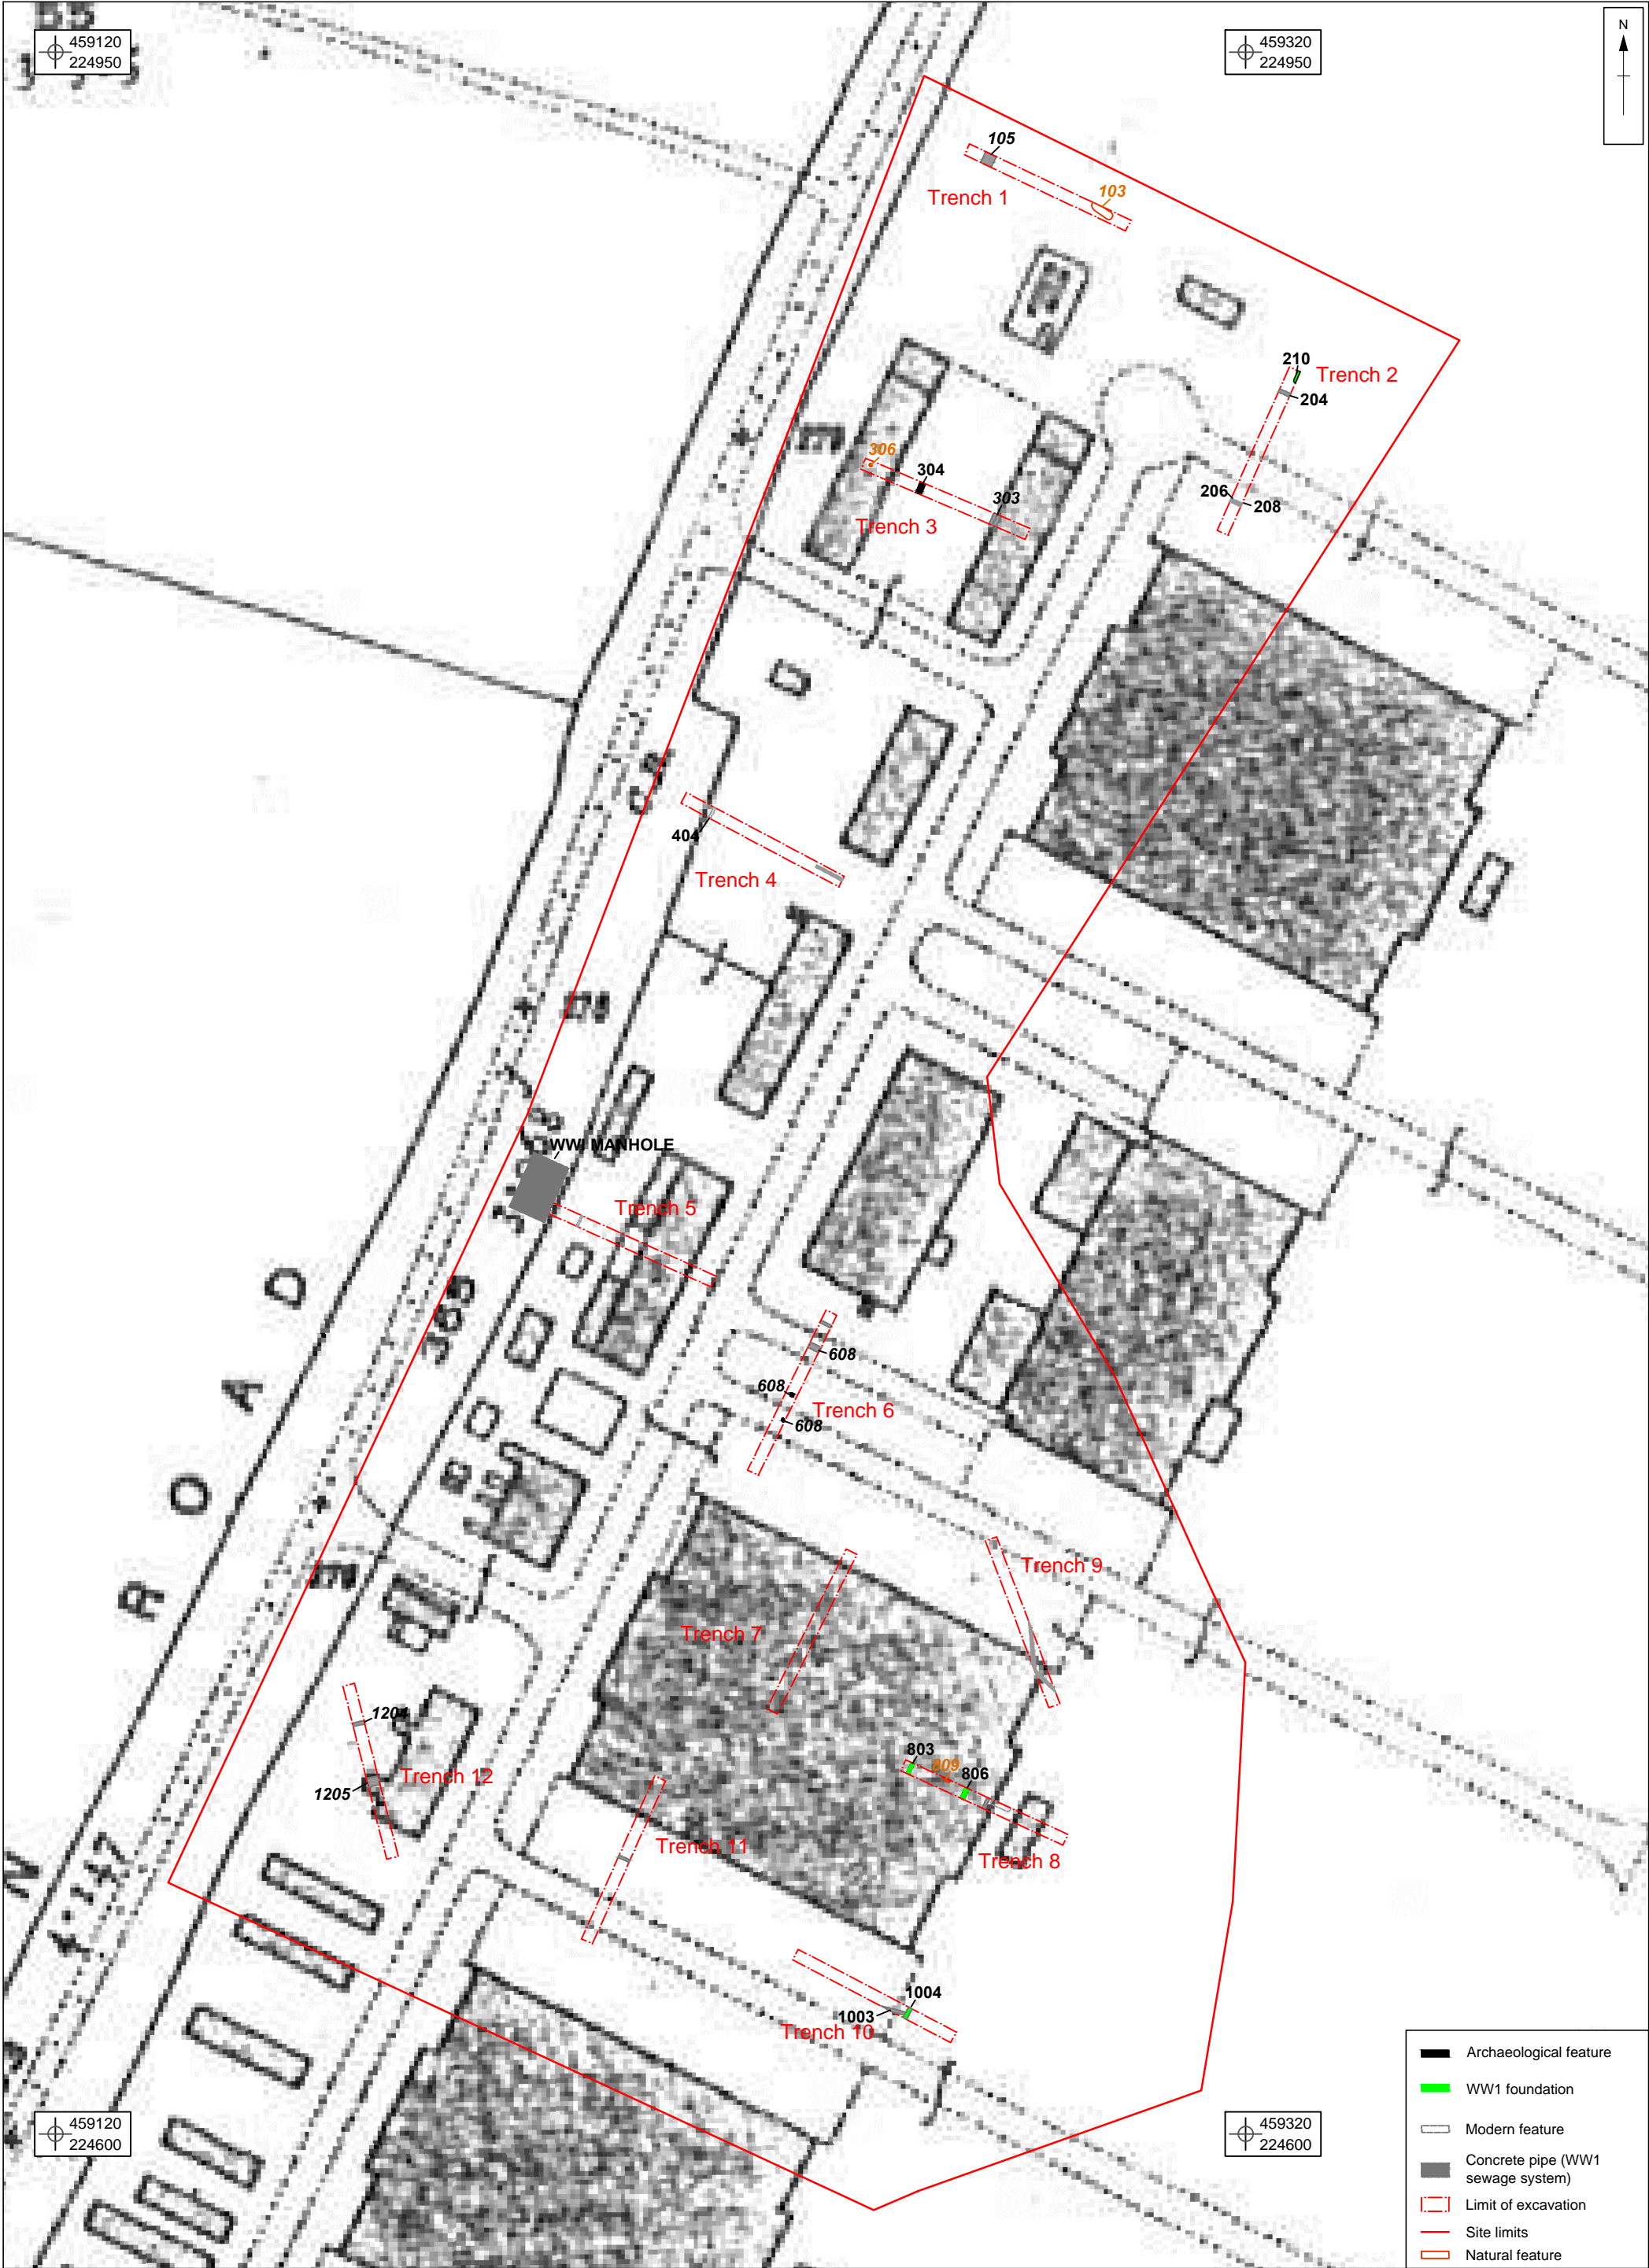 459120
224950
459320
224950
N
105
103
Trench 1
210
Trench 2
204
206
208
306
304
303
Trench 3
404
Trench 4
WWI MANHOLE
Trench 5
608
608
608
Trench 6
Trench 9
Trench 7
1204
Trench 12
1205
803
809
806
Trench 8
Trench 11
1004
1003
Trench 10
ROAD
459120
224600
459320
224600
Archaeological feature
WW1 foundation
Modern feature
Concrete pipe (WW1
sewage system)
Limit of excavation
Site limits
Natural feature